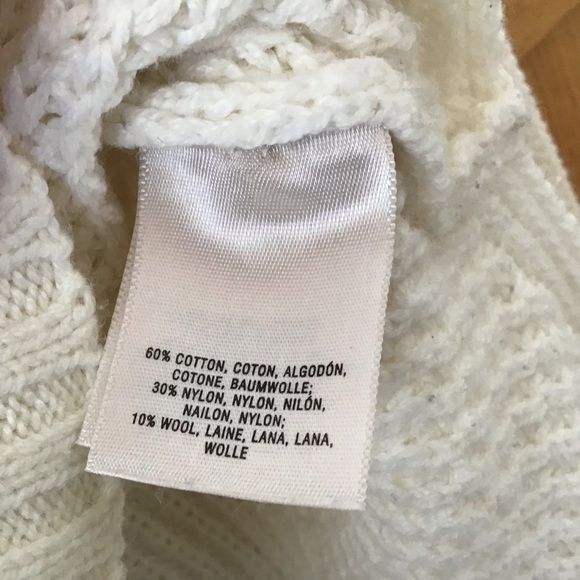 60% COTTON, COTON, ALGODÓN,
COTONE, BAUMWOLLE;
30% NYLON, NYLON, NILÓN,
NAILON, NYLON;
10% WOOL, LAINE, LANA, LANA,
WOLLE